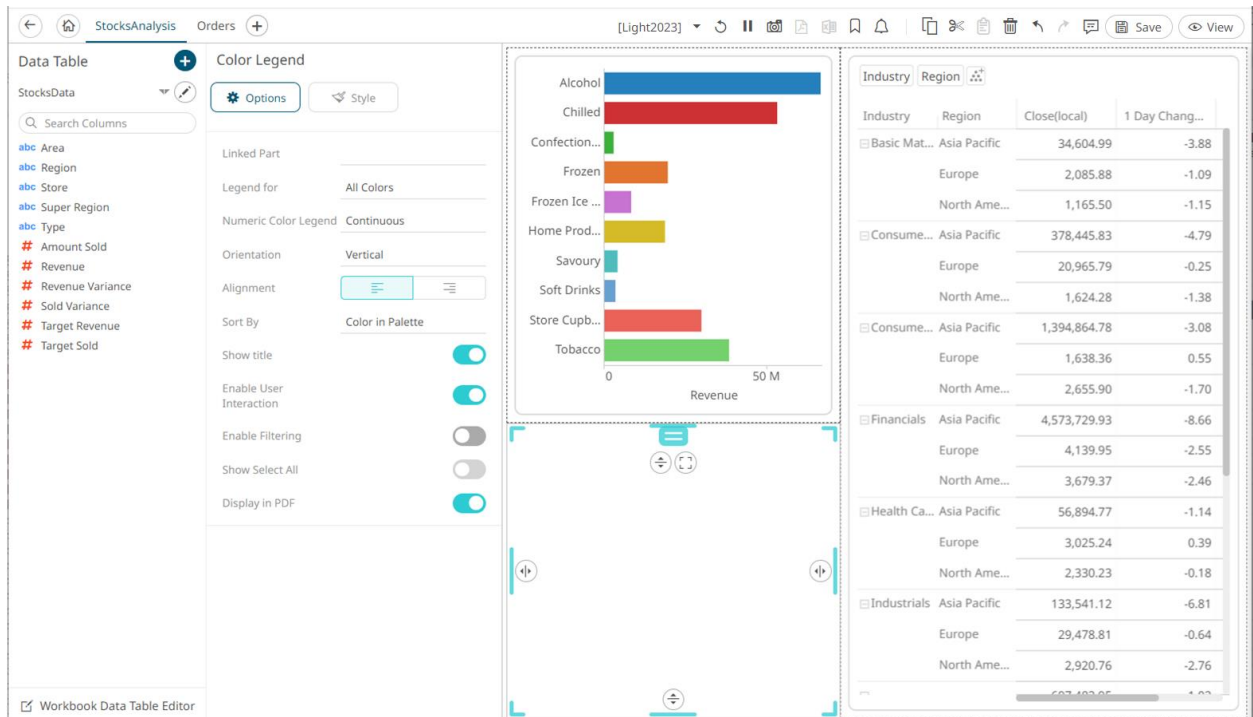 StocksAnalysis Orders
[Light2023] Save View
Data Table
StocksData
Search Columns
abc Area
abc Region
abc Store
abc Super Region
abc Type
# Amount Sold
# Revenue
# Revenue Variance
# Sold Variance
# Target Revenue
# Target Sold
Workbook Data Table Editor
Color Legend
Options Style
Linked Part
Legend for All Colors
Numeric Color Legend Continuous
Orientation Vertical
Alignment
Sort By Color in Palette
Show title
Enable User
Interaction
Enable Filtering
Show Select All
Display in PDF
Alcohol
Chilled
Confection...
Frozen
Frozen Ice ...
Home Prod...
Savoury
Soft Drinks
Store Cupb...
Tobacco
0 50 M
Revenue
Industry Region
Industry Region Close(local) 1 Day Chang...
Basic Mat... Asia Pacific 34,604.99 -3.88
Europe 2,085.88 -1.09
North Ame... 1,165.50 -1.15
Consume... Asia Pacific 378,445.83 -4.79
Europe 20,965.79 -0.25
North Ame... 1,624.28 -1.38
Consume... Asia Pacific 1,394,864.78 -3.08
Europe 1,638.36 0.55
North Ame... 2,655.90 -1.70
Financials Asia Pacific 4,573,729.93 -8.66
Europe 4,139.95 -2.55
North Ame... 3,679.37 -2.46
Health Ca... Asia Pacific 56,894.77 -1.14
Europe 3,025.24 0.39
North Ame... 2,330.23 -0.18
Industrials Asia Pacific 133,541.12 -6.81
Europe 29,478.81 -0.64
North Ame... 2,920.76 -2.76